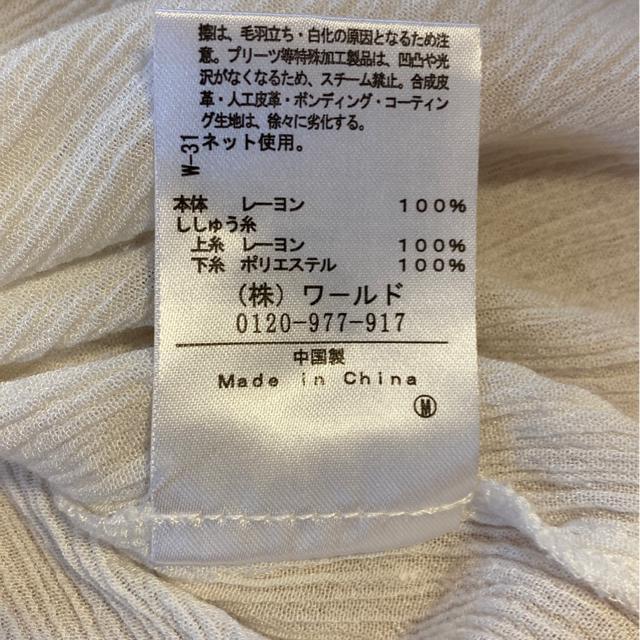 擦は、毛羽立ち・白化の原因となるため注
意。プリーツ等特殊加工製品は、凹凸や光
沢がなくなるため、スチーム禁止。合成皮
革・人工皮革・ボンディング・コーティン
グ生地は、徐々に劣化する。
W-31
ネット使用。
本体 レーヨン 100%
ししゅう糸
上糸 レーヨン 100%
下糸 ポリエステル 100%
(株) ワールド
0120-977-917
中国製
Made in China
M